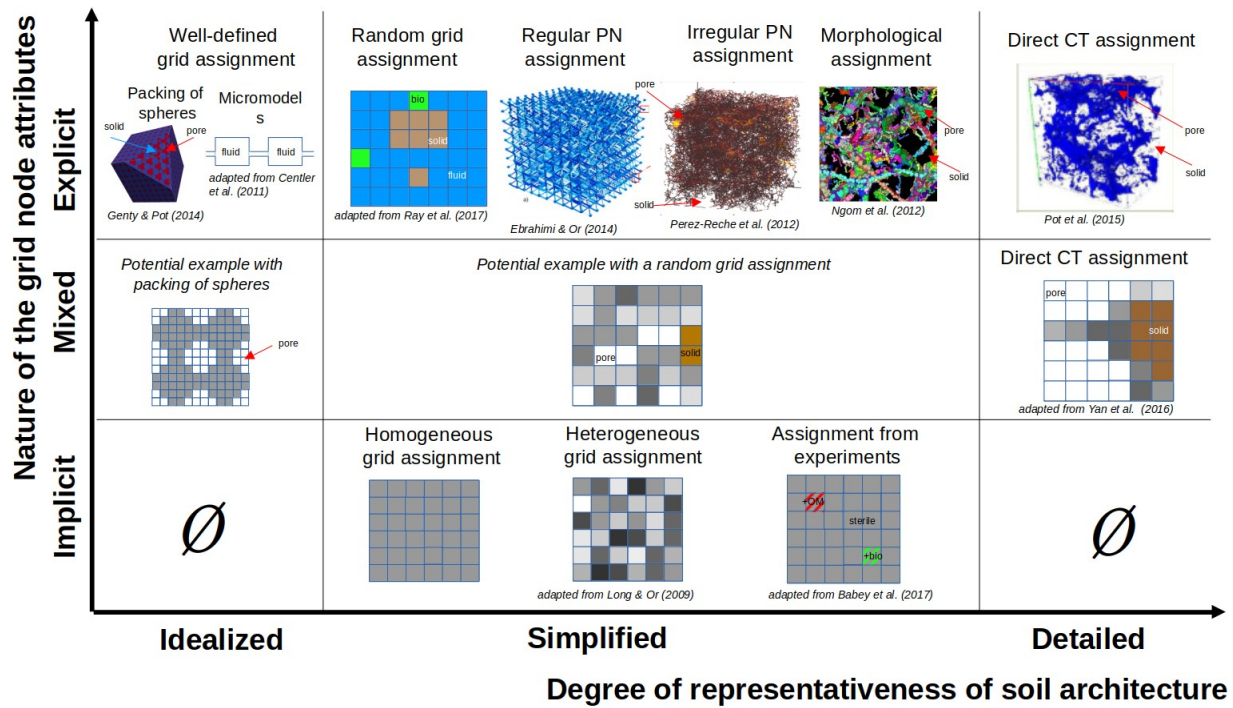 Nature of the grid node attributes
Explicit
Mixed
Implicit
Well-defined
grid assignment
Packing of
spheres
Micromodel
s
solid
pore
fluid
fluid
adapted from Centler
et al. (2011)
Genty & Pot (2014)
Random grid
assignment
bio
solid
fluid
adapted from Ray et al. (2017)
Regular PN
assignment
Ebrahimi & Or (2014)
Irregular PN
assignment
pore
solid
Perez-Reche et al. (2012)
Morphological
assignment
pore
solid
Ngom et al. (2012)
Direct CT assignment
pore
solid
Pot et al. (2015)
Potential example with
packing of spheres
pore
Potential example with a random grid assignment
pore
solid
Direct CT assignment
pore
solid
adapted from Yan et al. (2016)
Ø
Homogeneous
grid assignment
Heterogeneous
grid assignment
adapted from Long & Or (2009)
Assignment from
experiments
+OM
sterile
+bio
adapted from Babey et al. (2017)
Ø
Idealized
Simplified
Detailed
Degree of representativeness of soil architecture